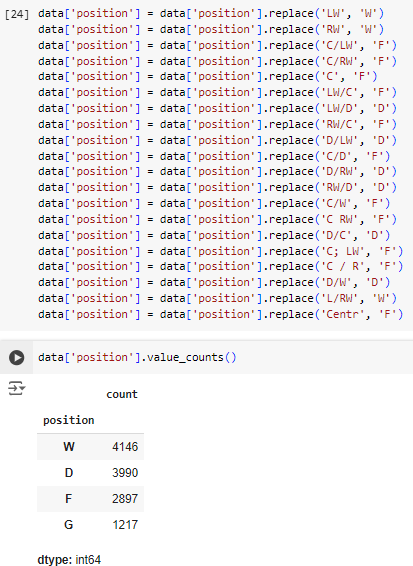 [24] data['position'] = data['position'].replace('LW', 'W')
data['position'] = data['position'].replace('RW', 'W')
data['position'] = data['position'].replace('C/LW', 'F')
data['position'] = data['position'].replace('C/RW', 'F')
data['position'] = data['position'].replace('C', 'F')
data['position'] = data['position'].replace('LW/C', 'F')
data['position'] = data['position'].replace('LW/D', 'D')
data['position'] = data['position'].replace('RW/C', 'F')
data['position'] = data['position'].replace('D/LW', 'D')
data['position'] = data['position'].replace('C/D', 'F')
data['position'] = data['position'].replace('D/RW', 'D')
data['position'] = data['position'].replace('RW/D', 'D')
data['position'] = data['position'].replace('C/W', 'F')
data['position'] = data['position'].replace('C RW', 'F')
data['position'] = data['position'].replace('D/C', 'D')
data['position'] = data['position'].replace('C; LW', 'F')
data['position'] = data['position'].replace('C / R', 'F')
data['position'] = data['position'].replace('D/W', 'D')
data['position'] = data['position'].replace('L/RW', 'W')
data['position'] = data['position'].replace('Centr', 'F')
data['position'].value_counts()
count
position
W 4146
D 3990
F 2897
G 1217
dtype: int64